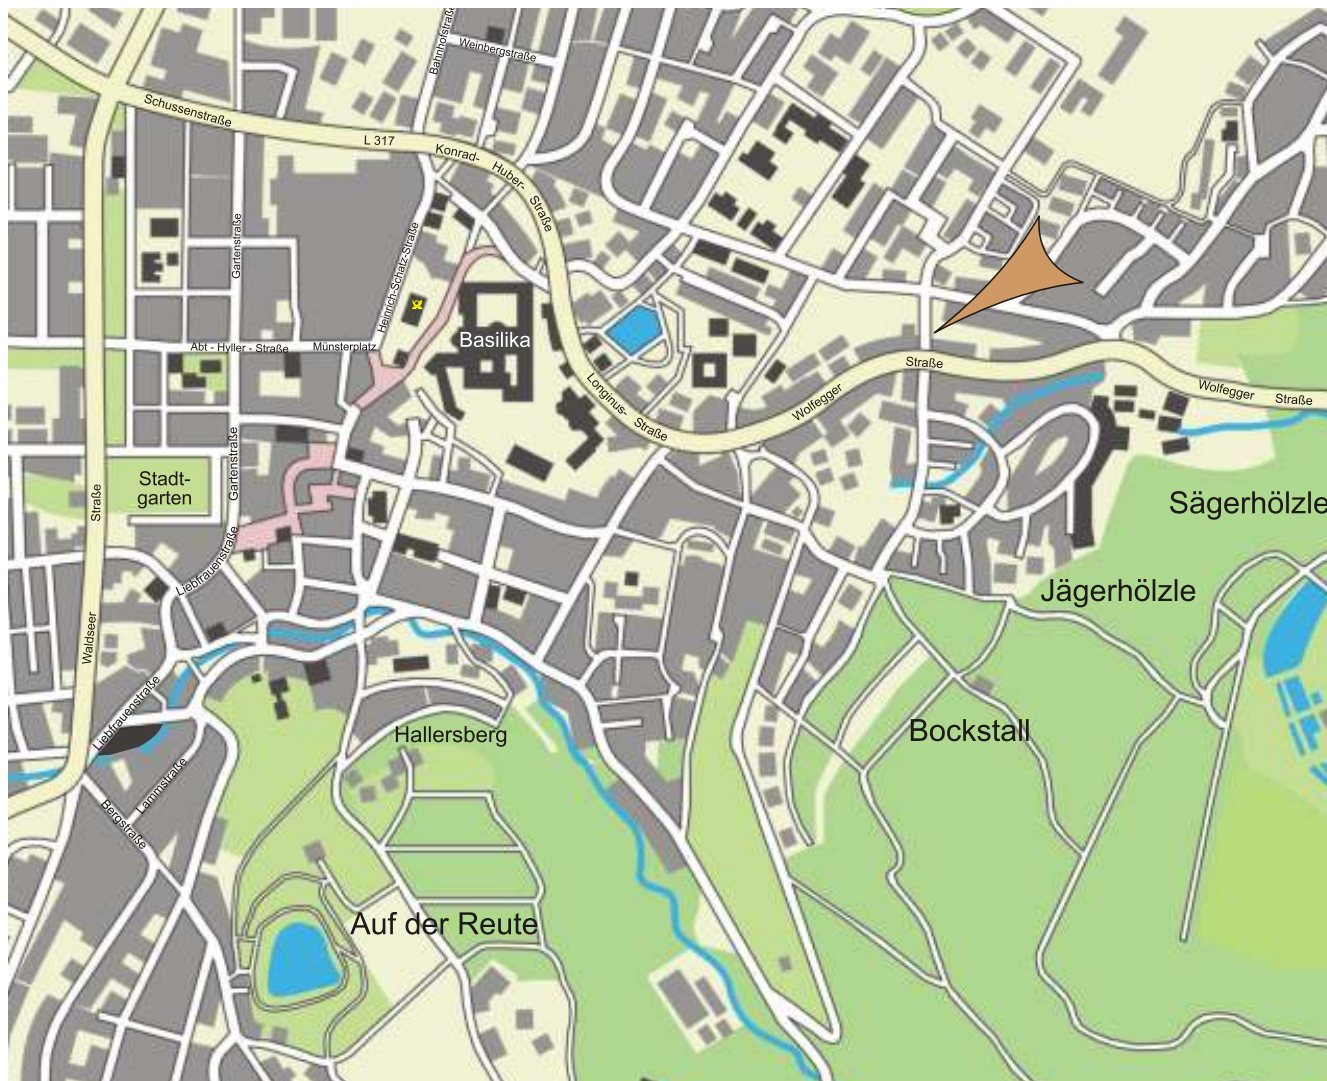 Bahnhofstraße
Weinbergstraße
Schussenstraße
L 317
Konrad-
Huber-
Straße
Gartenstraße
Heinrich-Schatz-Straße
Basilika
Abt - Hyller - Straße
Münsterplatz
Longinus-
Straße
Wolfegger
Straße
Wolfegger
Straße
Gartenstraße
Stadt-
garten
Straße
Sägerhölzle
Liebfrauenstraße
Jägerhölzle
Waldseer
Liebfrauenstraße
Hallersberg
Bockstall
Lammstraße
Bergstraße
Auf der Reute